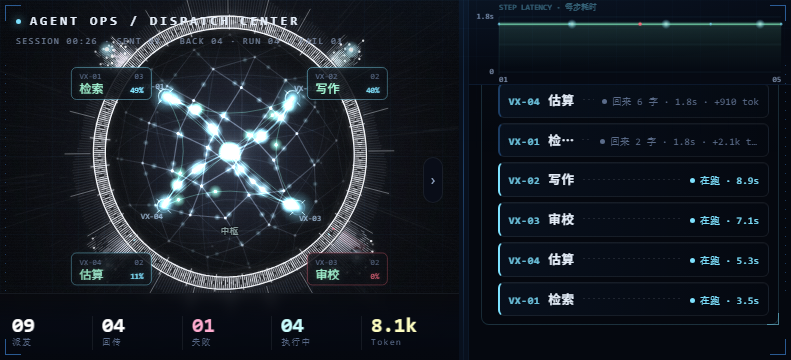 AGENT OPS / DISPATCH CENTER
SESSION 00:26 · SENT 09 · BACK 04 · RUN 04 · FAIL 01
VX-01 03
检索 49%
VX-02 02
写作 40%
VX-04
VX-03
中枢
VX-04 02
估算 11%
VX-03 02
审校 0%
›
09
派发
04
回传
01
失败
04
执行中
8.1k
Token
STEP LATENCY · 每步耗时
1.8s
0
01 05
VX-04 估算 回来 6 字 · 1.8s · +910 tok
VX-01 检… 回来 2 字 · 1.8s · +2.1k t…
VX-02 写作 在跑 · 8.9s
VX-03 审校 在跑 · 7.1s
VX-04 估算 在跑 · 5.3s
VX-01 检索 在跑 · 3.5s